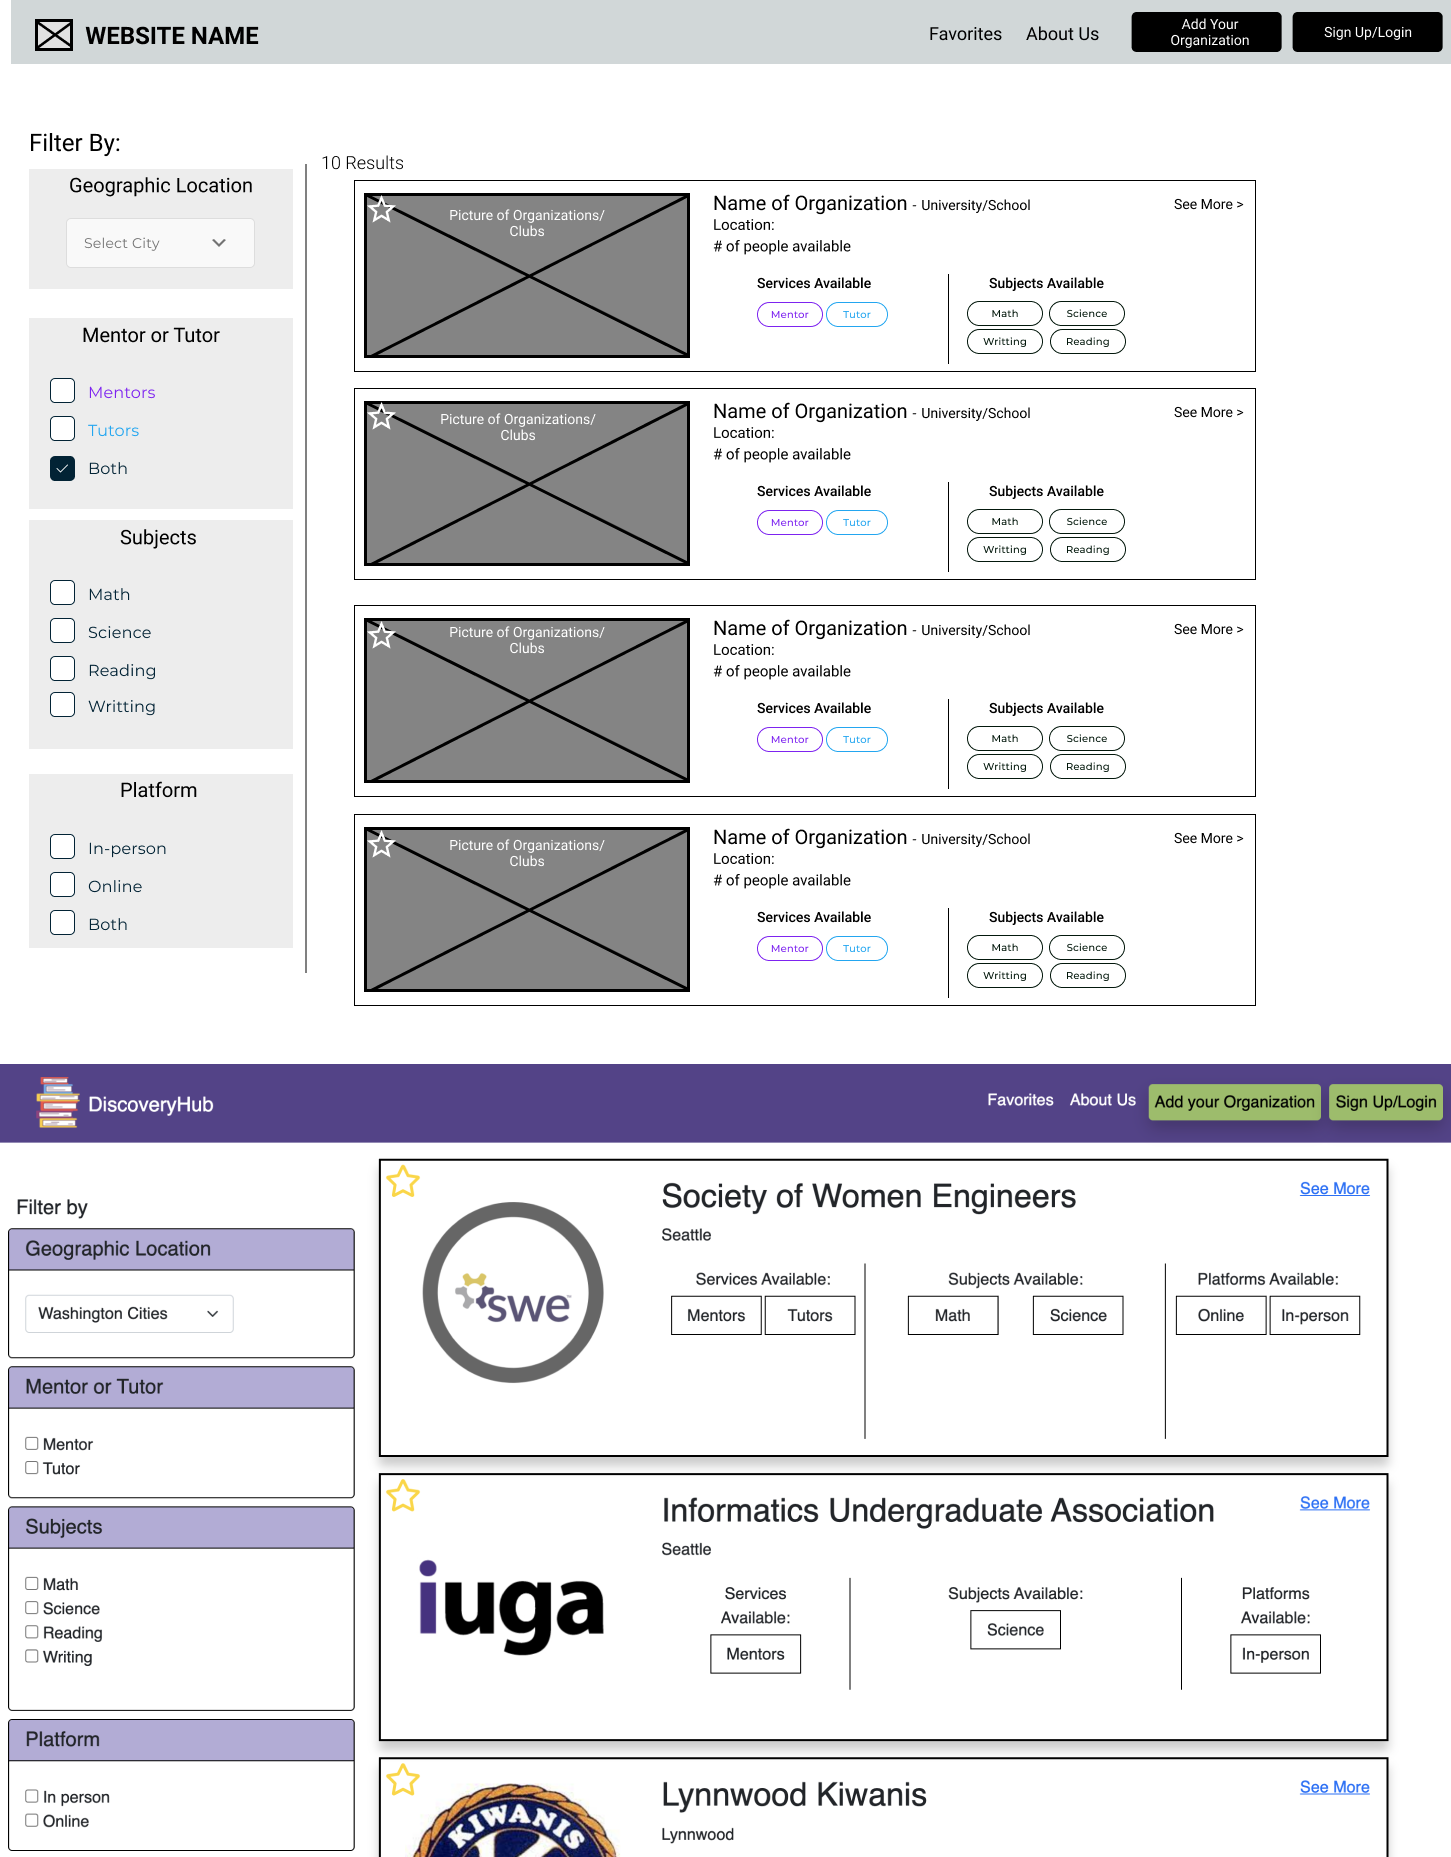 WEBSITE NAME
Favorites
About Us
Add Your
Organization
Sign Up/Login
Filter By:
Geographic Location
Select City
Mentor or Tutor
Mentors
Tutors
Both
Subjects
Math
Science
Reading
Writting
Platform
In-person
Online
Both
10 Results
Picture of Organizations/
Clubs
Name of Organization - University/School
See More >
Location:
# of people available
Services Available
Mentor Tutor
Subjects Available
Math Science
Writting Reading
Picture of Organizations/
Clubs
Name of Organization - University/School
See More >
Location:
# of people available
Services Available
Mentor Tutor
Subjects Available
Math Science
Writting Reading
Picture of Organizations/
Clubs
Name of Organization - University/School
See More >
Location:
# of people available
Services Available
Mentor Tutor
Subjects Available
Math Science
Writting Reading
Picture of Organizations/
Clubs
Name of Organization - University/School
See More >
Location:
# of people available
Services Available
Mentor Tutor
Subjects Available
Math Science
Writting Reading
DiscoveryHub
Favorites
About Us
Add your Organization
Sign Up/Login
Filter by
Geographic Location
Washington Cities
Mentor or Tutor
Mentor
Tutor
Subjects
Math
Science
Reading
Writing
Platform
In person
Online
swe
Society of Women Engineers
See More
Seattle
Services Available:
Mentors Tutors
Subjects Available:
Math Science
Platforms Available:
Online In-person
iuga
Informatics Undergraduate Association
See More
Seattle
Services
Available:
Mentors
Subjects Available:
Science
Platforms
Available:
In-person
KIWANIS
Lynnwood Kiwanis
See More
Lynnwood